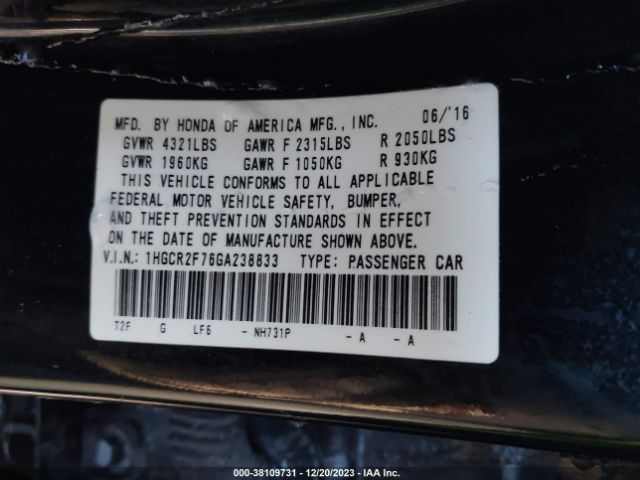 MFD. BY HONDA OF AMERICA MFG., INC. 06/'16
GVWR 4321LBS GAWR F 2315LBS R 2050LBS
GVWR 1960KG GAWR F 1050KG R 930KG
THIS VEHICLE CONFORMS TO ALL APPLICABLE
FEDERAL MOTOR VEHICLE SAFETY, BUMPER,
AND THEFT PREVENTION STANDARDS IN EFFECT
ON THE DATE OF MANUFACTURE SHOWN ABOVE.
V.I.N.: 1HGCR2F76GA238833 TYPE: PASSENGER CAR
T2F G LF6 - NH731P - A - A
000-38109731 - 12/20/2023 - IAA Inc.